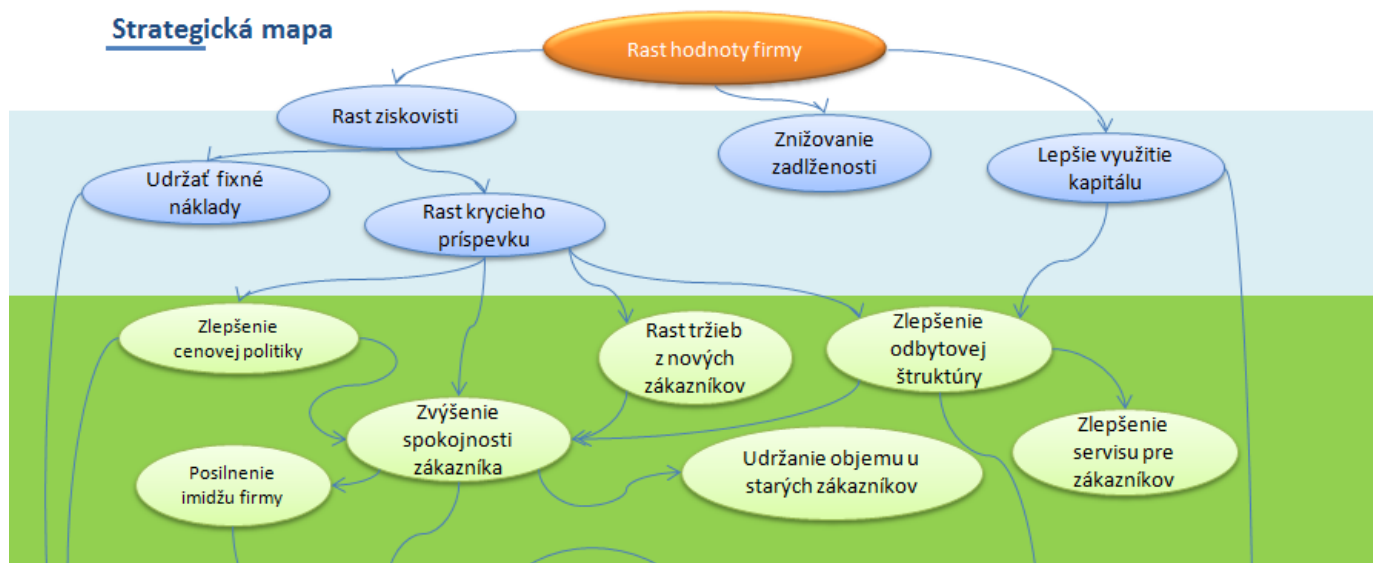 Strategická mapa
Rast hodnoty firmy
Rast ziskovisti
Znižovanie
zadlženosti
Lepšie využitie
kapitálu
Udržať fixné
náklady
Rast krycieho
príspevku
Zlepšenie
cenovej politiky
Rast tržieb
z nových
zákazníkov
Zlepšenie
odbytovej
štruktúry
Zvýšenie
spokojnosti
zákazníka
Zlepšenie
servisu pre
zákazníkov
Posilnenie
imidžu firmy
Udržanie objemu u
starých zákazníkov